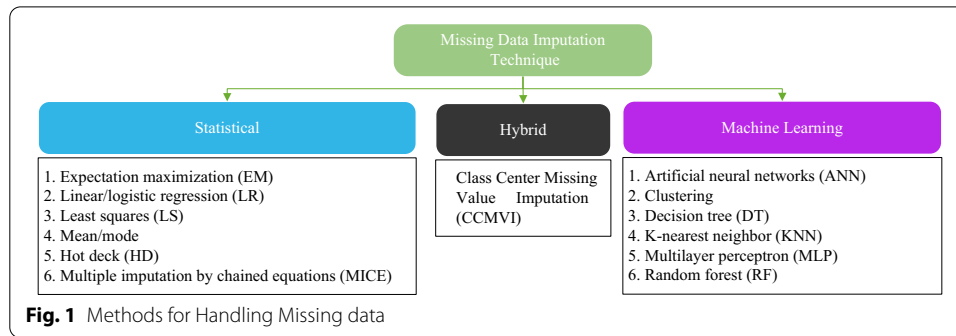 Missing Data Imputation
Technique
Statistical
Hybrid
Machine Learning
1. Expectation maximization (EM)
2. Linear/logistic regression (LR)
3. Least squares (LS)
4. Mean/mode
5. Hot deck (HD)
6. Multiple imputation by chained equations (MICE)
Class Center Missing
Value Imputation
(CCMVI)
1. Artificial neural networks (ANN)
2. Clustering
3. Decision tree (DT)
4. K-nearest neighbor (KNN)
5. Multilayer perceptron (MLP)
6. Random forest (RF)
Fig. 1 Methods for Handling Missing data